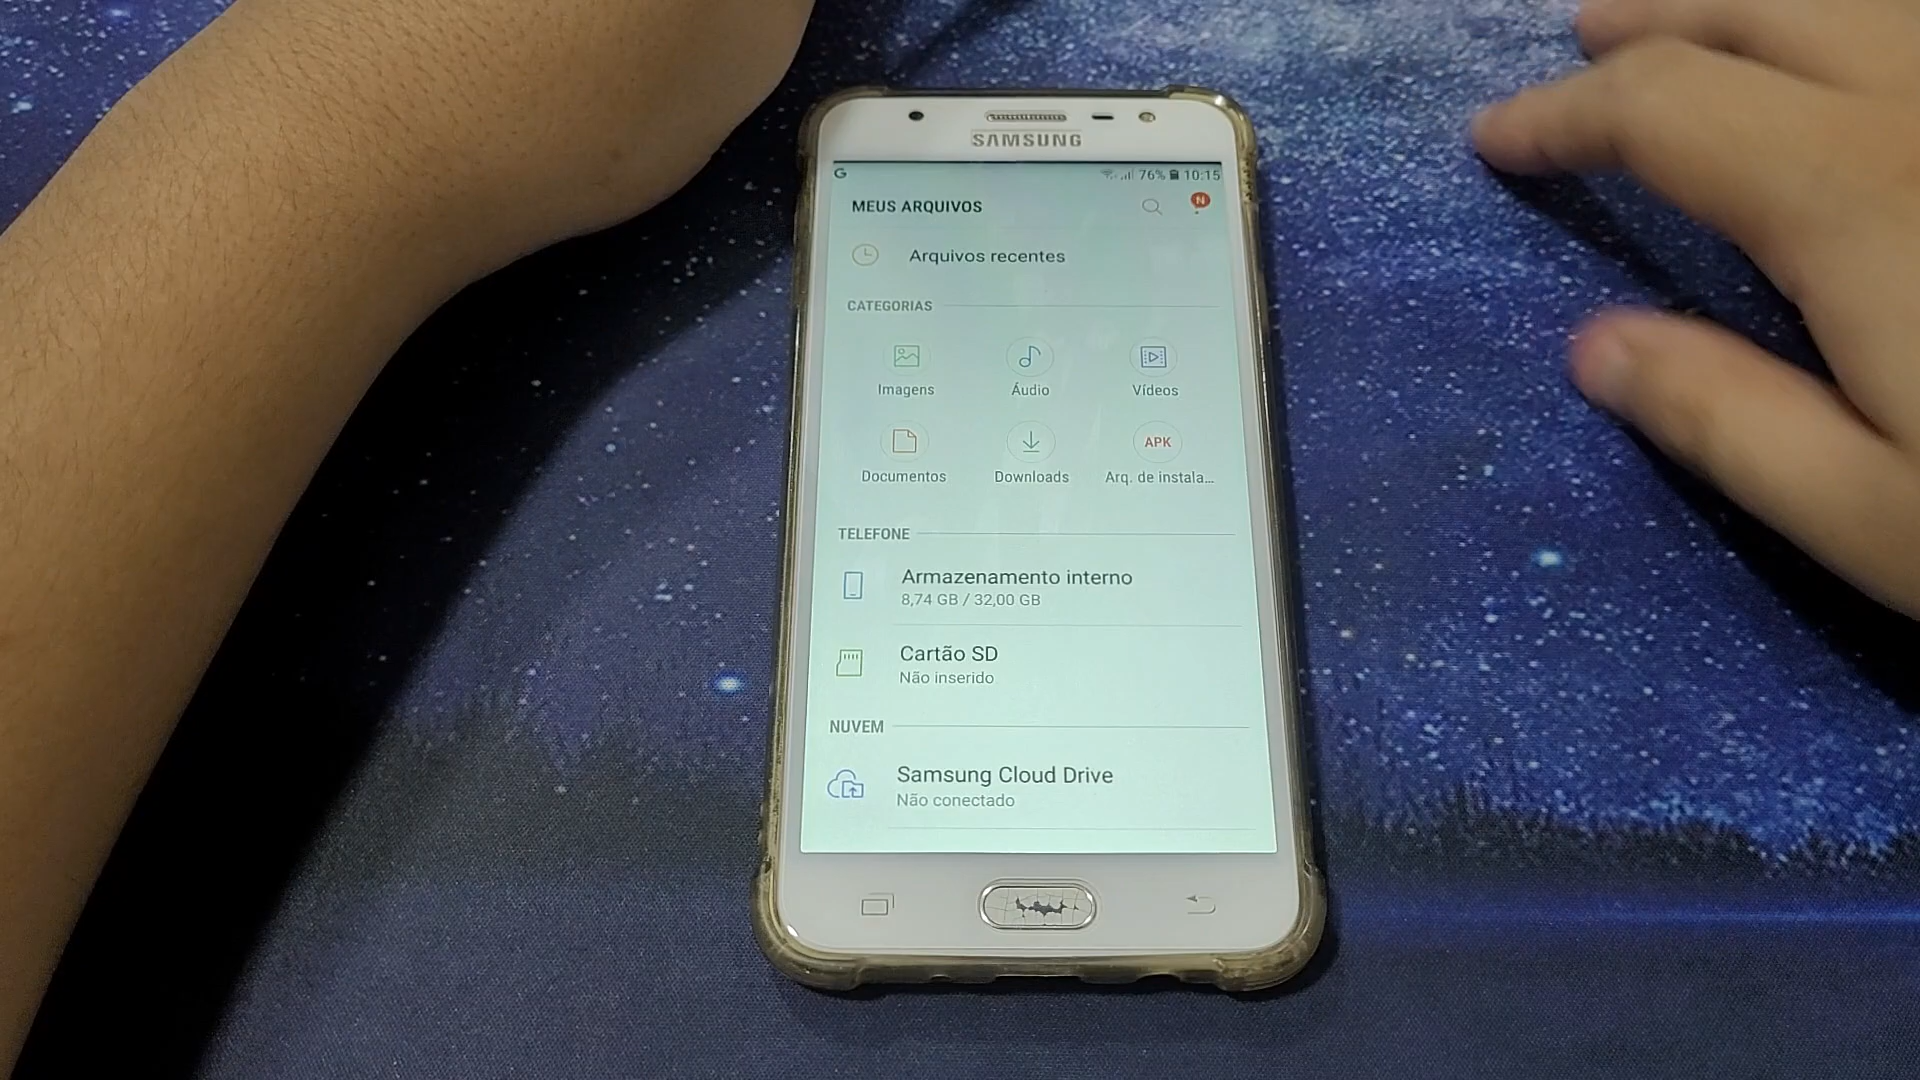 SAMSUNG
G 76% 10:15
MEUS ARQUIVOS N
Arquivos recentes
CATEGORIAS
Imagens Áudio Vídeos
APK
Documentos Downloads Arq. de instala...
TELEFONE
Armazenamento interno
8,74 GB / 32,00 GB
Cartão SD
Não inserido
NUVEM
Samsung Cloud Drive
Não conectado